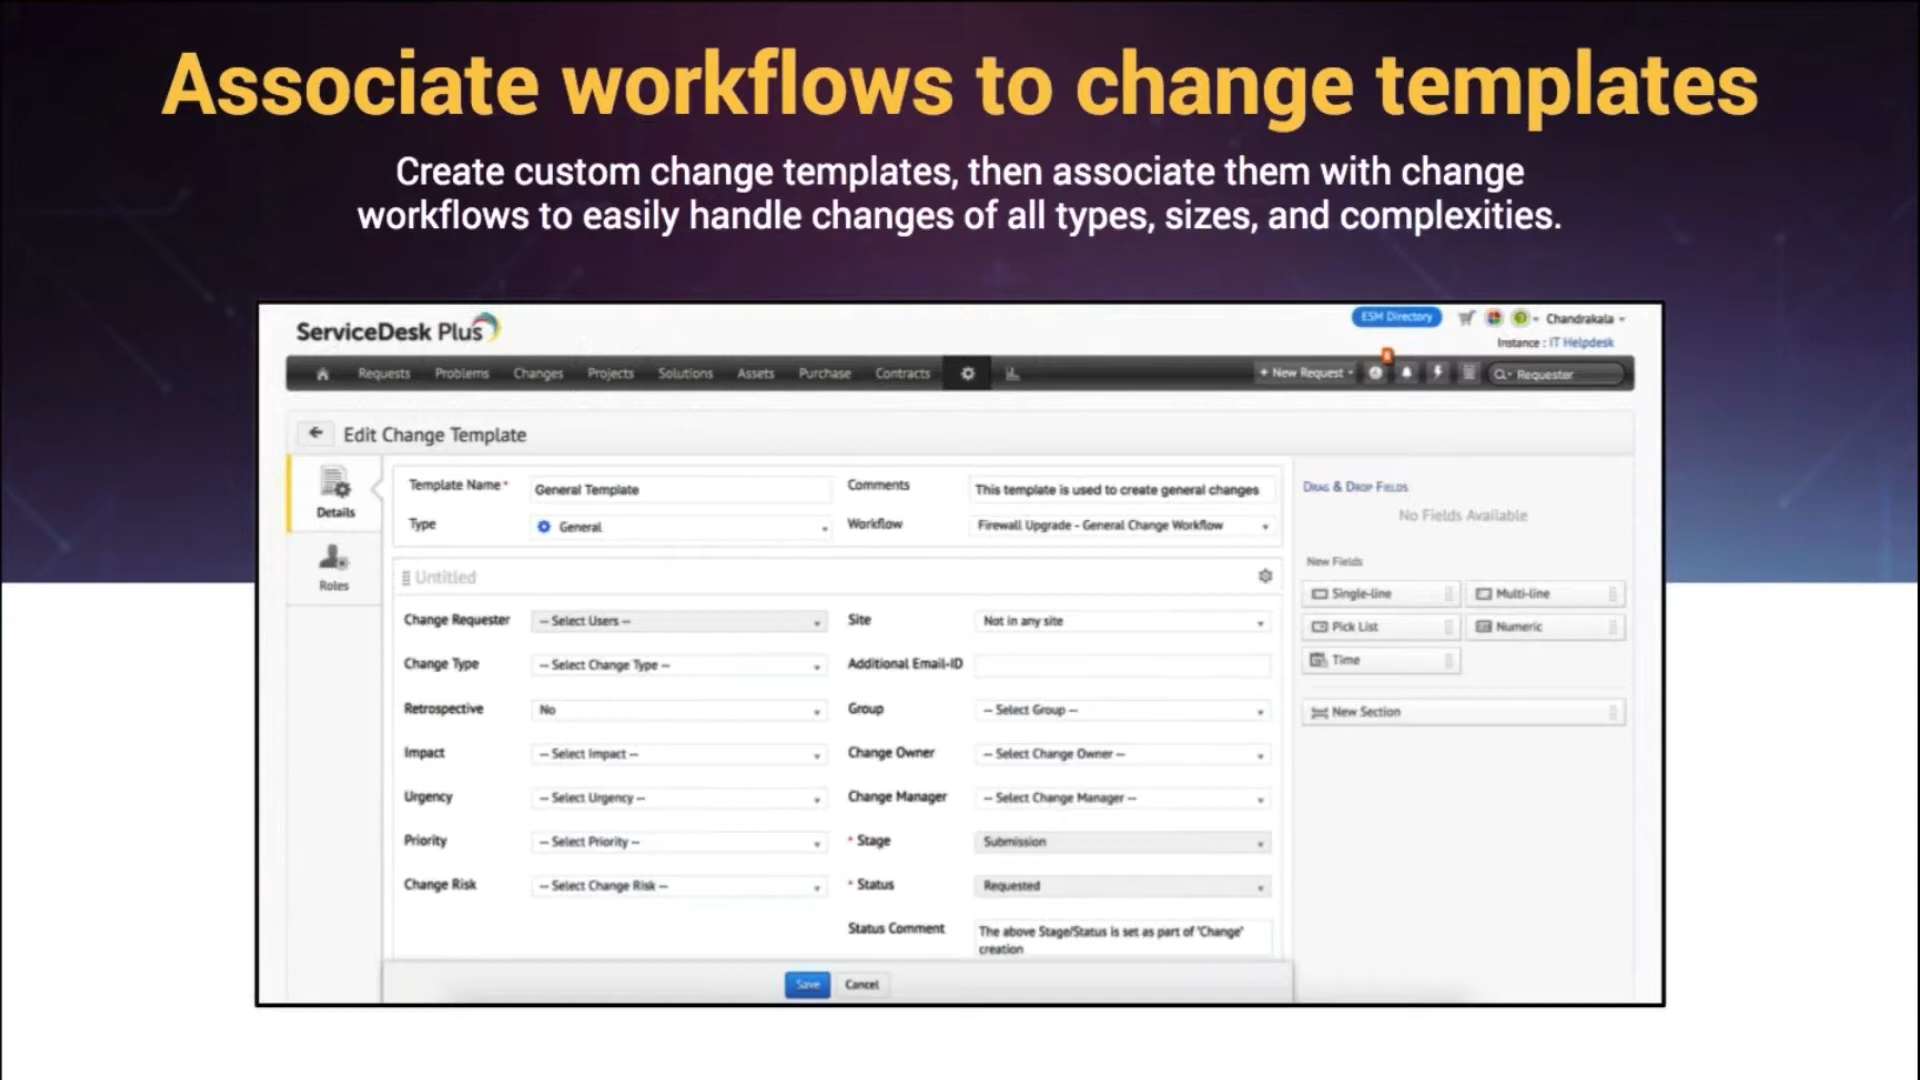 Associate workflows to change templates
Create custom change templates, then associate them with change
workflows to easily handle changes of all types, sizes, and complexities.
ServiceDesk Plus
ESM Directory
Chandrakala
Instance : IT Helpdesk
Requests Problems Changes Projects Solutions Assets Purchase Contracts
+ New Request
Requester
Edit Change Template
Details
Roles
Template Name * General Template
Comments This template is used to create general changes
Type General
Workflow Firewall Upgrade - General Change Workflow
Untitled
Change Requester -- Select Users --
Site Not in any site
Change Type -- Select Change Type --
Additional Email-ID
Retrospective No
Group -- Select Group --
Impact -- Select Impact --
Change Owner -- Select Change Owner --
Urgency -- Select Urgency --
Change Manager -- Select Change Manager --
Priority -- Select Priority --
* Stage Submission
Change Risk -- Select Change Risk --
* Status Requested
Status Comment The above Stage/Status is set as part of 'Change'
creation
Save Cancel
Drag & Drop Fields
No Fields Available
New Fields
Single-line Multi-line
Pick List Numeric
Time
New Section